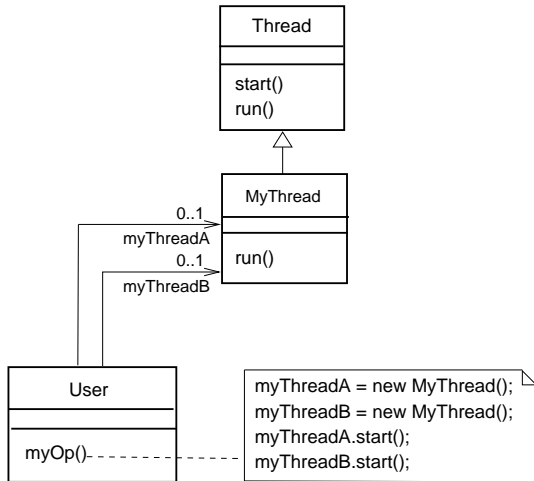 Thread
start()
run()
MyThread
run()
0..1
myThreadA
0..1
myThreadB
User
myOp()
myThreadA = new MyThread();
myThreadB = new MyThread();
myThreadA.start();
myThreadB.start();